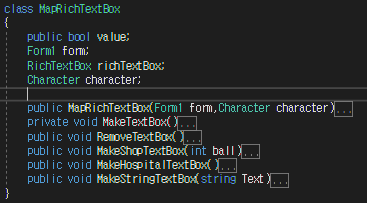 class MapRichTextBox
{
public bool value;
Form1 form;
RichTextBox richTextBox;
Character character;
public MapRichTextBox(Form1 form,Character character)...
private void MakeTextBox()...
public void RemoveTextBox()...
public void MakeShopTextBox(int ball)...
public void MakeHospitalTextBox()...
public void MakeStringTextBox(string Text)...
}